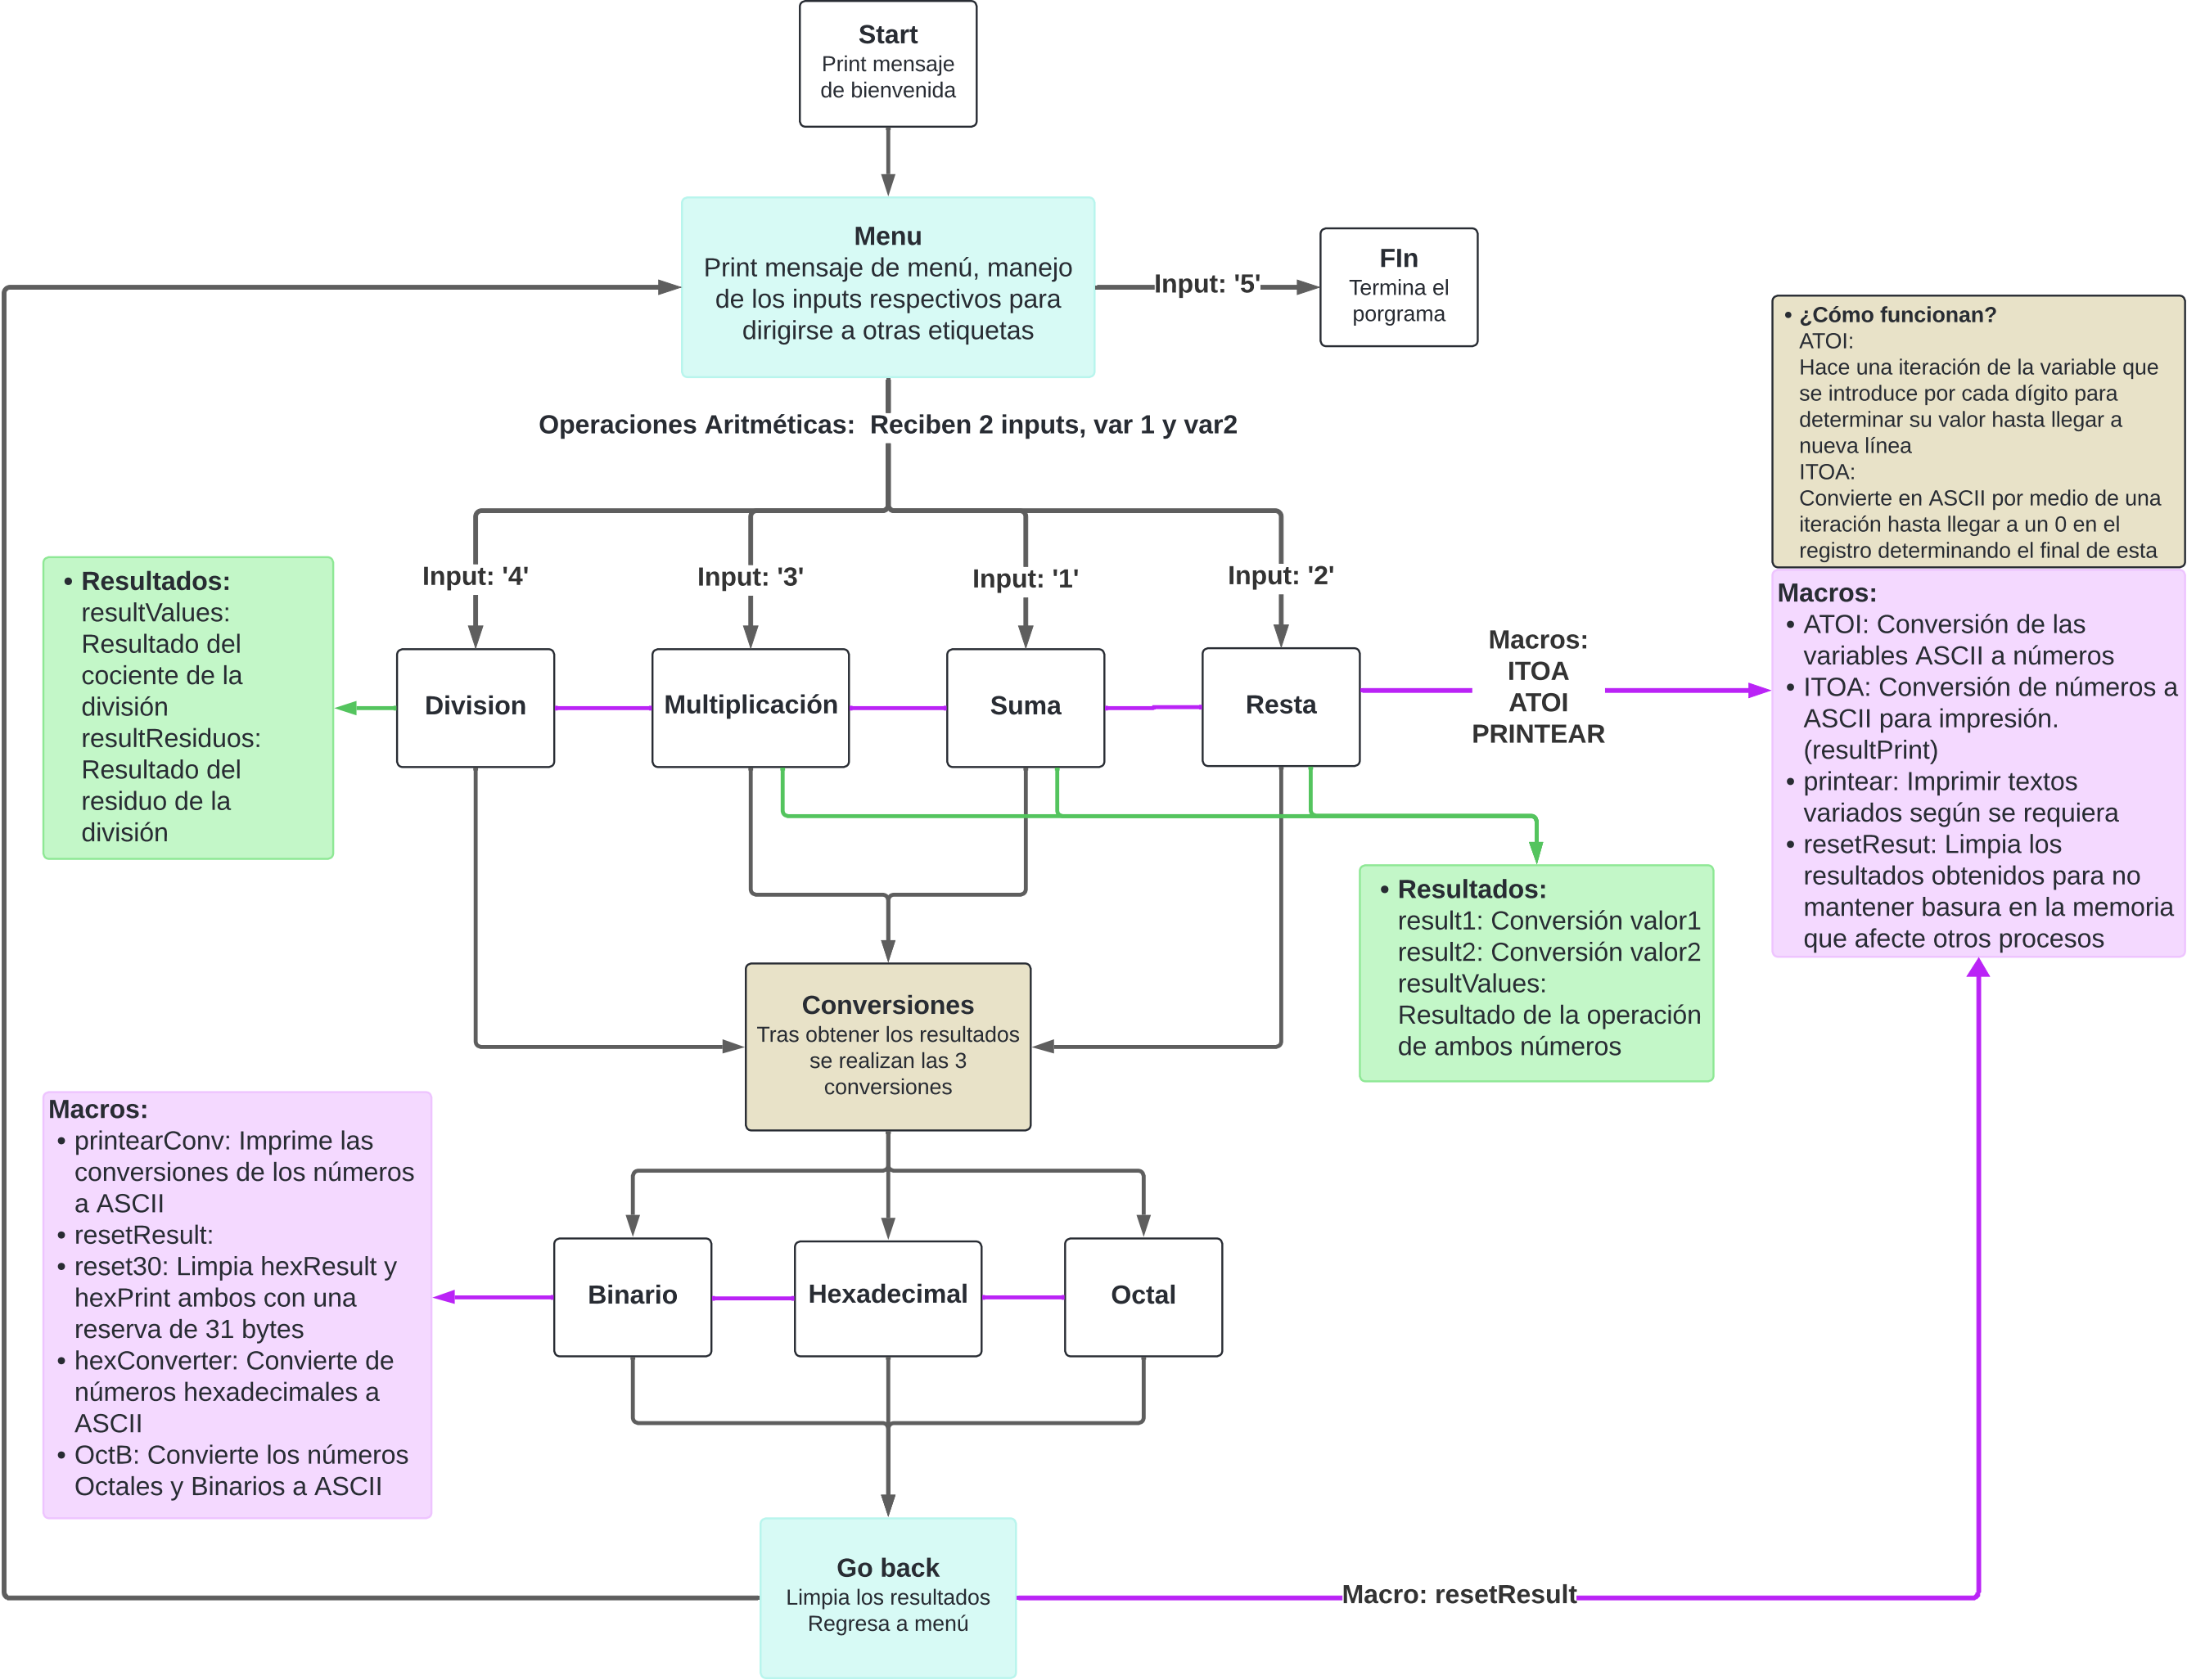 Start
Print mensaje
de bienvenida
Menu
Print mensaje de menú, manejo
de los inputs respectivos para
dirigirse a otras etiquetas
Input: '5'
FIn
Termina el
porgrama
• ¿Cómo funcionan?
ATOI:
Hace una iteración de la variable que
se introduce por cada dígito para
determinar su valor hasta llegar a
nueva línea
ITOA:
Convierte en ASCII por medio de una
iteración hasta llegar a un 0 en el
registro determinando el final de esta
Operaciones Aritméticas:  Reciben 2 inputs, var 1 y var2
Input: '4'
Input: '3'
Input: '1'
Input: '2'
• Resultados:
resultValues:
Resultado del
cociente de la
división
resultResiduos:
Resultado del
residuo de la
división
Division
Multiplicación
Suma
Resta
Macros:
ITOA
ATOI
PRINTEAR
Macros:
• ATOI: Conversión de las
variables ASCII a números
• ITOA: Conversión de números a
ASCII para impresión.
(resultPrint)
• printear: Imprimir textos
variados según se requiera
• resetResut: Limpia los
resultados obtenidos para no
mantener basura en la memoria
que afecte otros procesos
• Resultados:
result1: Conversión valor1
result2: Conversión valor2
resultValues:
Resultado de la operación
de ambos números
Conversiones
Tras obtener los resultados
se realizan las 3
conversiones
Macros:
• printearConv: Imprime las
conversiones de los números
a ASCII
• resetResult:
• reset30: Limpia hexResult y
hexPrint ambos con una
reserva de 31 bytes
• hexConverter: Convierte de
números hexadecimales a
ASCII
• OctB: Convierte los números
Octales y Binarios a ASCII
Binario
Hexadecimal
Octal
Go back
Limpia los resultados
Regresa a menú
Macro: resetResult